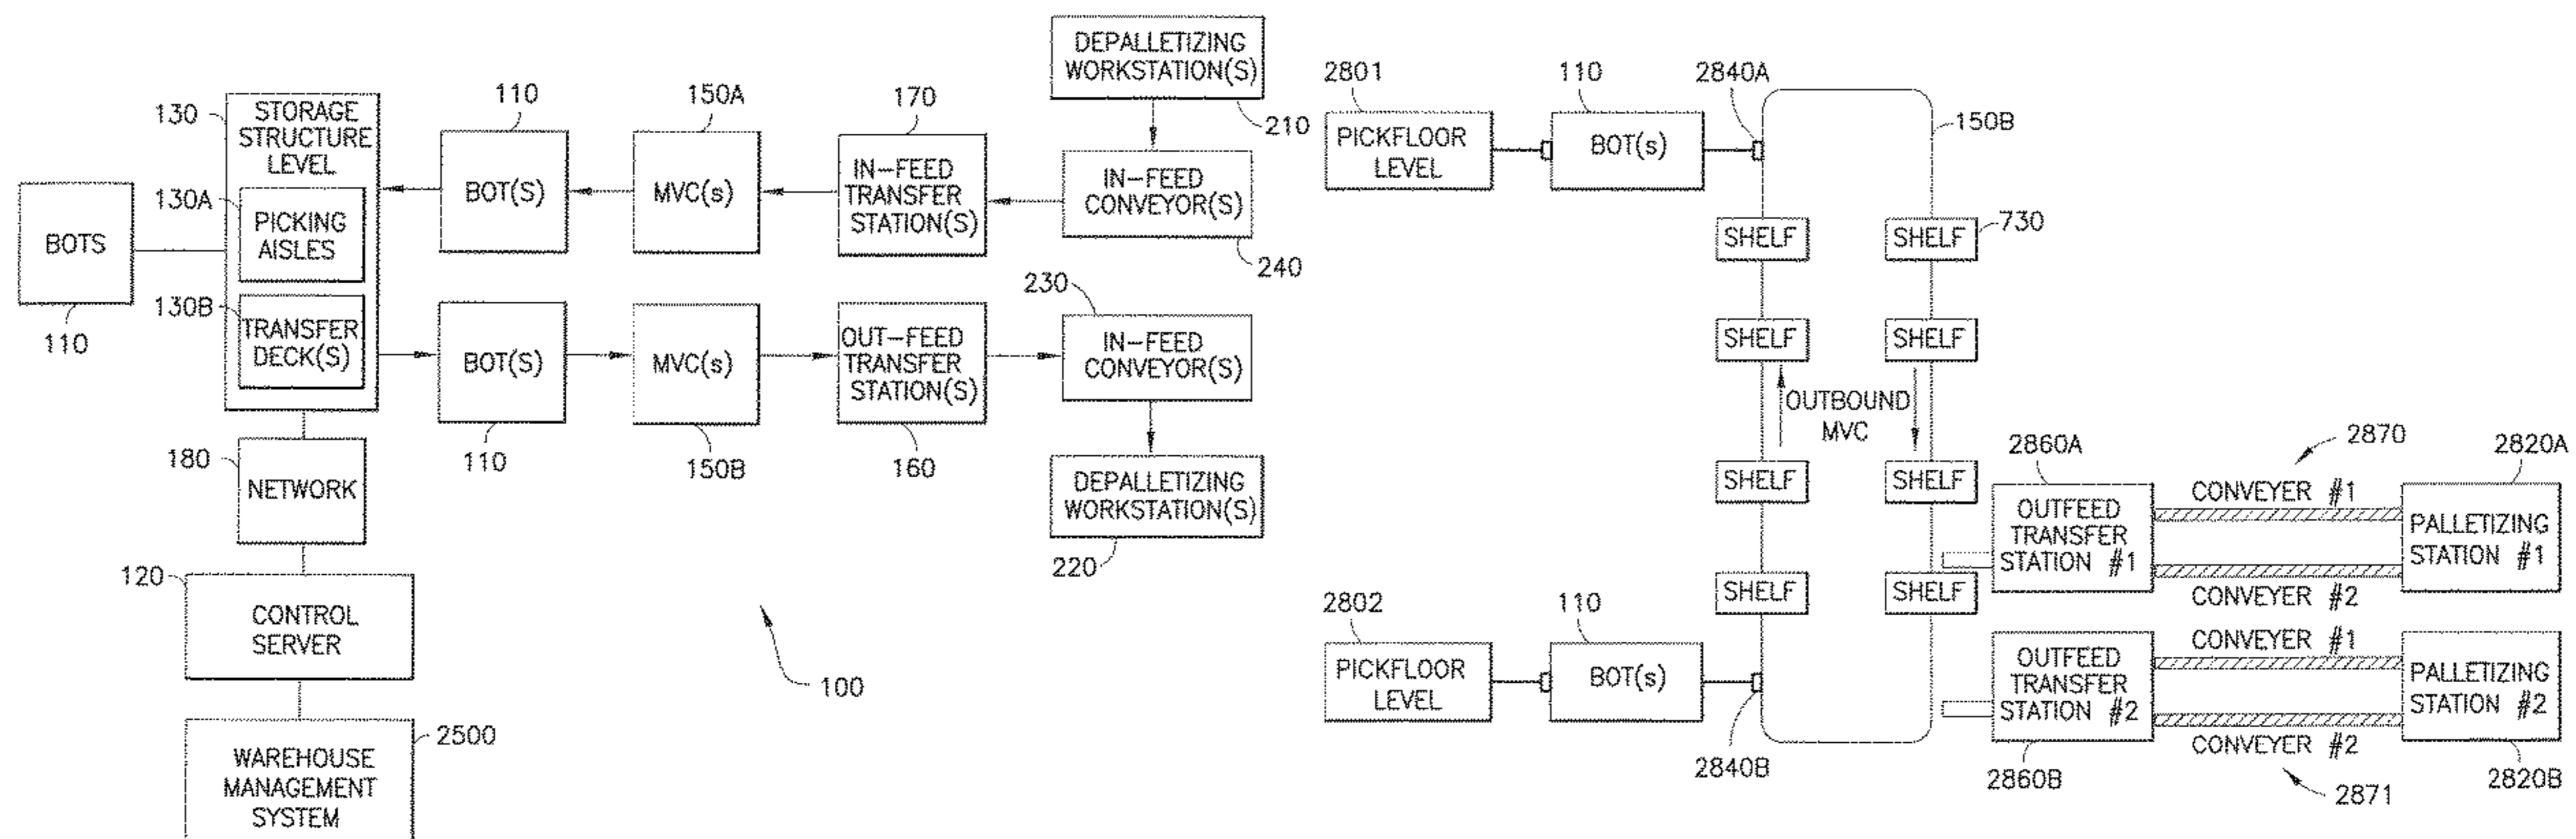 130
STORAGE
STRUCTURE
LEVEL
130A
PICKING
AISLES
130B
TRANSFER
DECK(S)
BOTS
110
110
BOT(S)
150A
MVC(s)
170
IN-FEED
TRANSFER
STATION(S)
DEPALLETIZING
WORKSTATION(S)
210
IN-FEED
CONVEYOR(S)
240
BOT(S)
110
MVC(s)
150B
OUT-FEED
TRANSFER
STATION(S)
160
230
IN-FEED
CONVEYOR(S)
DEPALLETIZING
WORKSTATION(S)
220
180
NETWORK
120
CONTROL
SERVER
WAREHOUSE
MANAGEMENT
SYSTEM
2500
100
2801
PICKFLOOR
LEVEL
110
BOT(s)
2840A
150B
SHELF
SHELF
730
SHELF
SHELF
OUTBOUND
MVC
SHELF
SHELF
SHELF
SHELF
2802
PICKFLOOR
LEVEL
110
BOT(s)
2840B
2860A
OUTFEED
TRANSFER
STATION #1
2870
CONVEYER #1
CONVEYER #2
2820A
PALLETIZING
STATION #1
OUTFEED
TRANSFER
STATION #2
2860B
CONVEYER #1
CONVEYER #2
2871
PALLETIZING
STATION #2
2820B